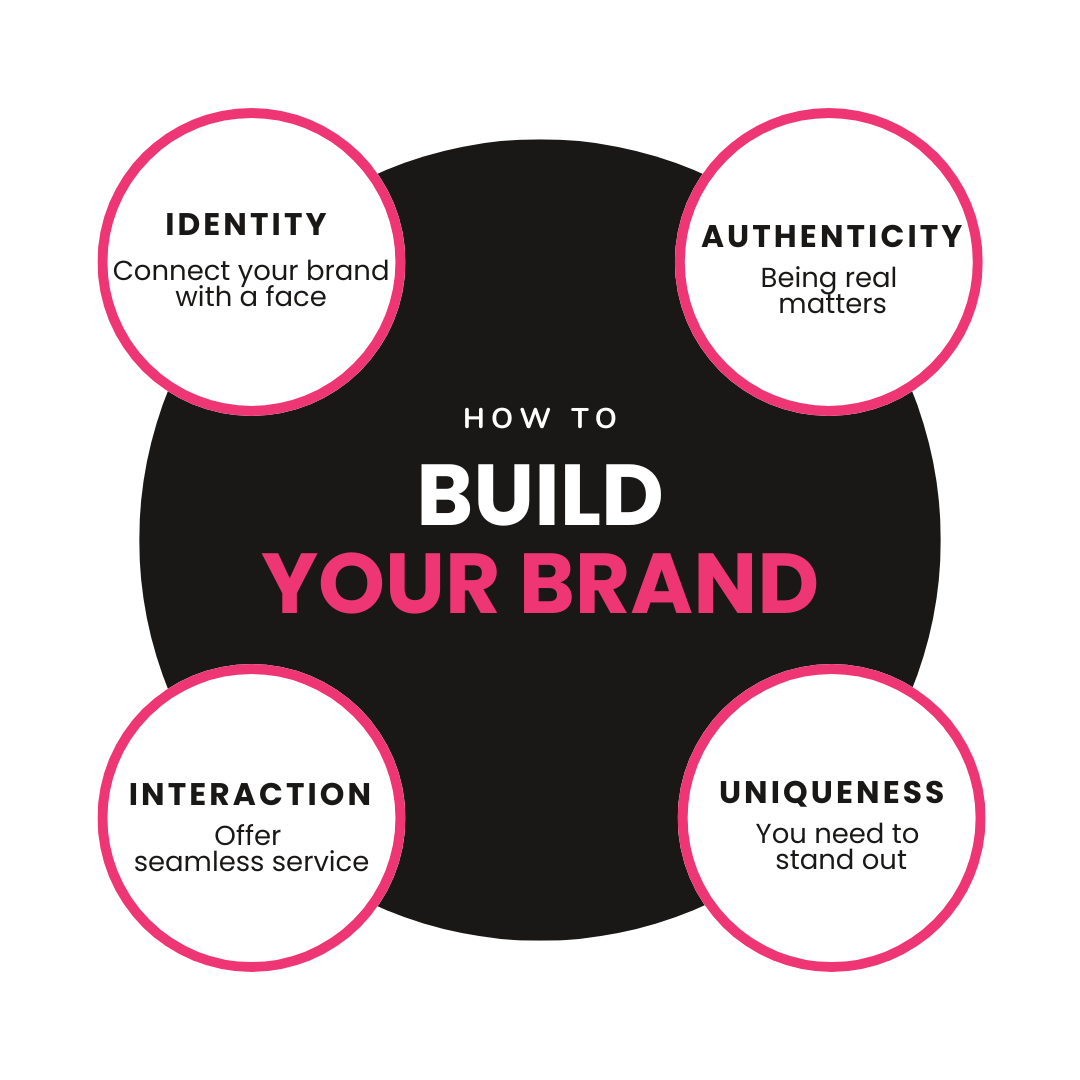 IDENTITY
Connect your brand
with a face
AUTHENTICITY
Being real
matters
HOW TO
BUILD
YOUR BRAND
INTERACTION
Offer
seamless service
UNIQUENESS
You need to
stand out